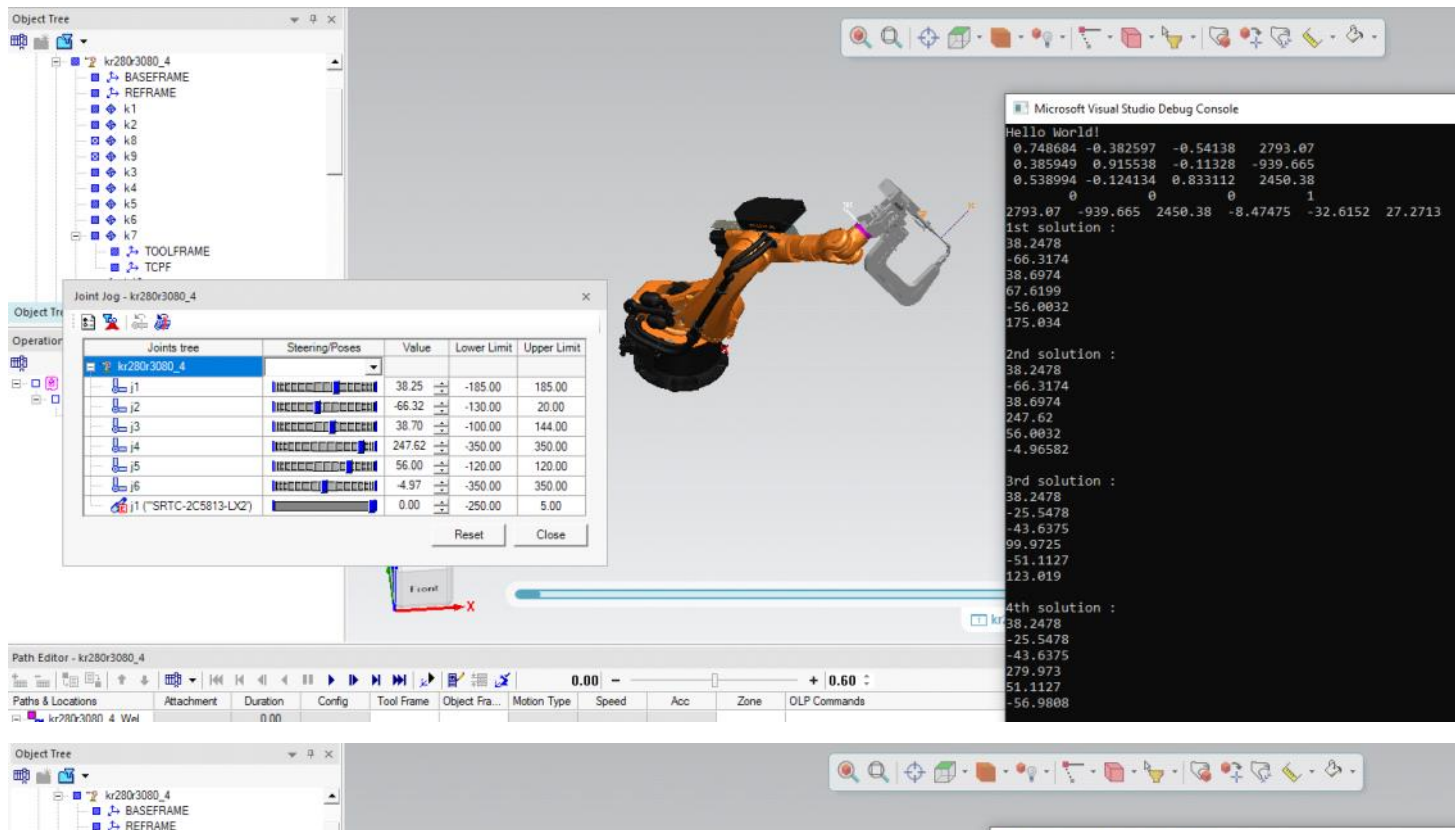 Object Tree
kr280r3080_4
BASEFRAME
REFRAME
k1
k2
k8
k9
k3
k4
k5
k6
k7
TOOLFRAME
TCPF
Object Tre
Operation
Joint Jog - kr280r3080_4
Joints tree Steering/Poses Value Lower Limit Upper Limit
kr280r3080_4
j1 38.25 -185.00 185.00
j2 -66.32 -130.00 20.00
j3 38.70 -100.00 144.00
j4 247.62 -350.00 350.00
j5 56.00 -120.00 120.00
j6 -4.97 -350.00 350.00
j1 ("SRTC-2C5813-LX2') 0.00 -250.00 5.00
Reset Close
Front
X
kr
Microsoft Visual Studio Debug Console
Hello World!
0.748684 -0.382597 -0.54138 2793.07
0.385949 0.915538 -0.11328 -939.665
0.538994 -0.124134 0.833112 2450.38
0 0 0 1
2793.07 -939.665 2450.38 -8.47475 -32.6152 27.2713
1st solution :
38.2478
-66.3174
38.6974
67.6199
-56.0032
175.034
2nd solution :
38.2478
-66.3174
38.6974
247.62
56.0032
-4.96582
3rd solution :
38.2478
-25.5478
-43.6375
99.9725
-51.1127
123.019
4th solution :
38.2478
-25.5478
-43.6375
279.973
51.1127
-56.9808
Path Editor - kr280r3080_4
0.00 − + 0.60
Paths & Locations Attachment Duration Config Tool Frame Object Fra... Motion Type Speed Acc Zone OLP Commands
kr280r3080_4_Wel 0.00
Object Tree
kr280r3080_4
BASEFRAME
REFRAME